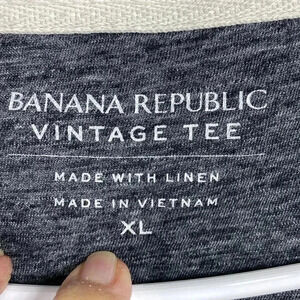 BANANA REPUBLIC
VINTAGE TEE
MADE WITH LINEN
MADE IN VIETNAM
XL